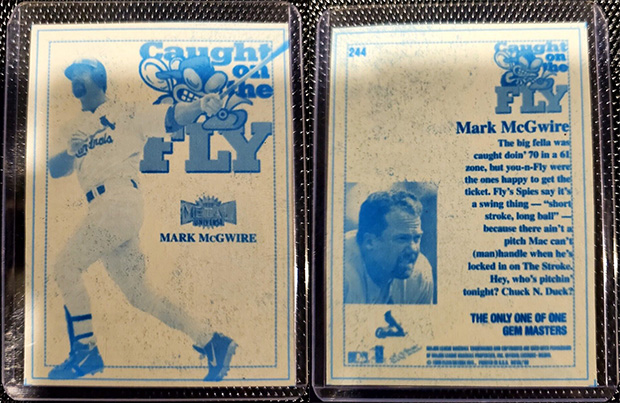 Caught
on
the
FLY
Cardinals
METAL
UNIVERSE
MARK McGWIRE
244
Caught
on
the
FLY
Mark McGwire
The big fella was
caught doin' 70 in a 61
zone, but you-n-Fly were
the ones happy to get the
ticket. Fly's Spies say it's
a swing thing — "short
stroke, long ball" —
because there ain't a
pitch Mac can't
(man)handle when he's
locked in on The Stroke.
Hey, who's pitchin'
tonight? Chuck N. Duck?
THE ONLY ONE OF ONE
GEM MASTERS